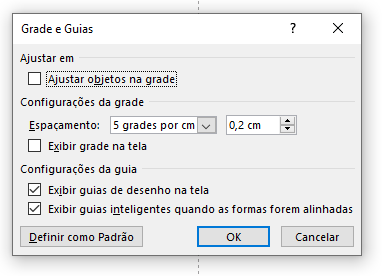 Grade e Guias
Ajustar em
Ajustar objetos na grade
Configurações da grade
Espaçamento: 5 grades por cm 0,2 cm
Exibir grade na tela
Configurações da guia
Exibir guias de desenho na tela
Exibir guias inteligentes quando as formas forem alinhadas
Definir como Padrão OK Cancelar